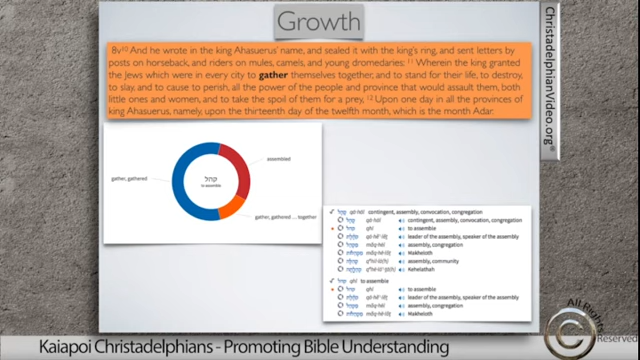 Growth
8v¹⁰ And he wrote in the king Ahasuerus' name, and sealed it with the king's ring, and sent letters by
posts on horseback, and riders on mules, camels, and young dromedaries: ¹¹ Wherein the king granted
the Jews which were in every city to gather themselves together, and to stand for their life, to destroy,
to slay, and to cause to perish, all the power of the people and province that would assault them, both
little ones and women, and to take the spoil of them for a prey, ¹² Upon one day in all the provinces of
king Ahasuerus, namely, upon the thirteenth day of the twelfth month, which is the month Adar.
ChristadelphianVideo.org®
assembled
gather, gathered
קהל
to assemble
gather, gathered ... together
contingent, assembly, convocation, congregation
contingent, assembly, convocation, congregation
to assemble
leader of the assembly, speaker of the assembly
assembly, congregation
Makheloth
assembly, community
Kehelathah
to assemble
to assemble
leader of the assembly, speaker of the assembly
assembly, congregation
Makheloth
All Rights
Reserved
Kaiapoi Christadelphians - Promoting Bible Understanding